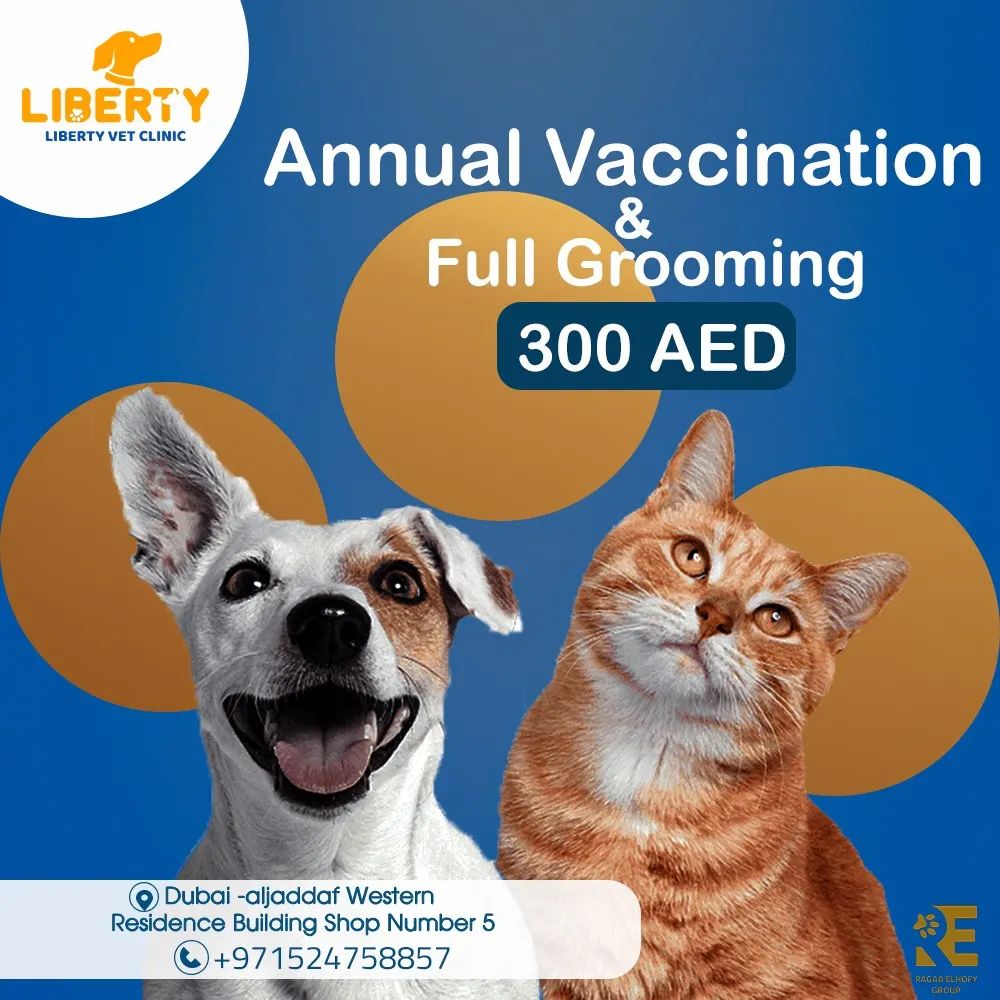 LIBERTY
LIBERTY VET CLINIC
Annual Vaccination
&
Full Grooming
300 AED
Dubai -aljaddaf Western
Residence Building Shop Number 5
+971524758857
RE
RAGAB ELHOFY
GROUP